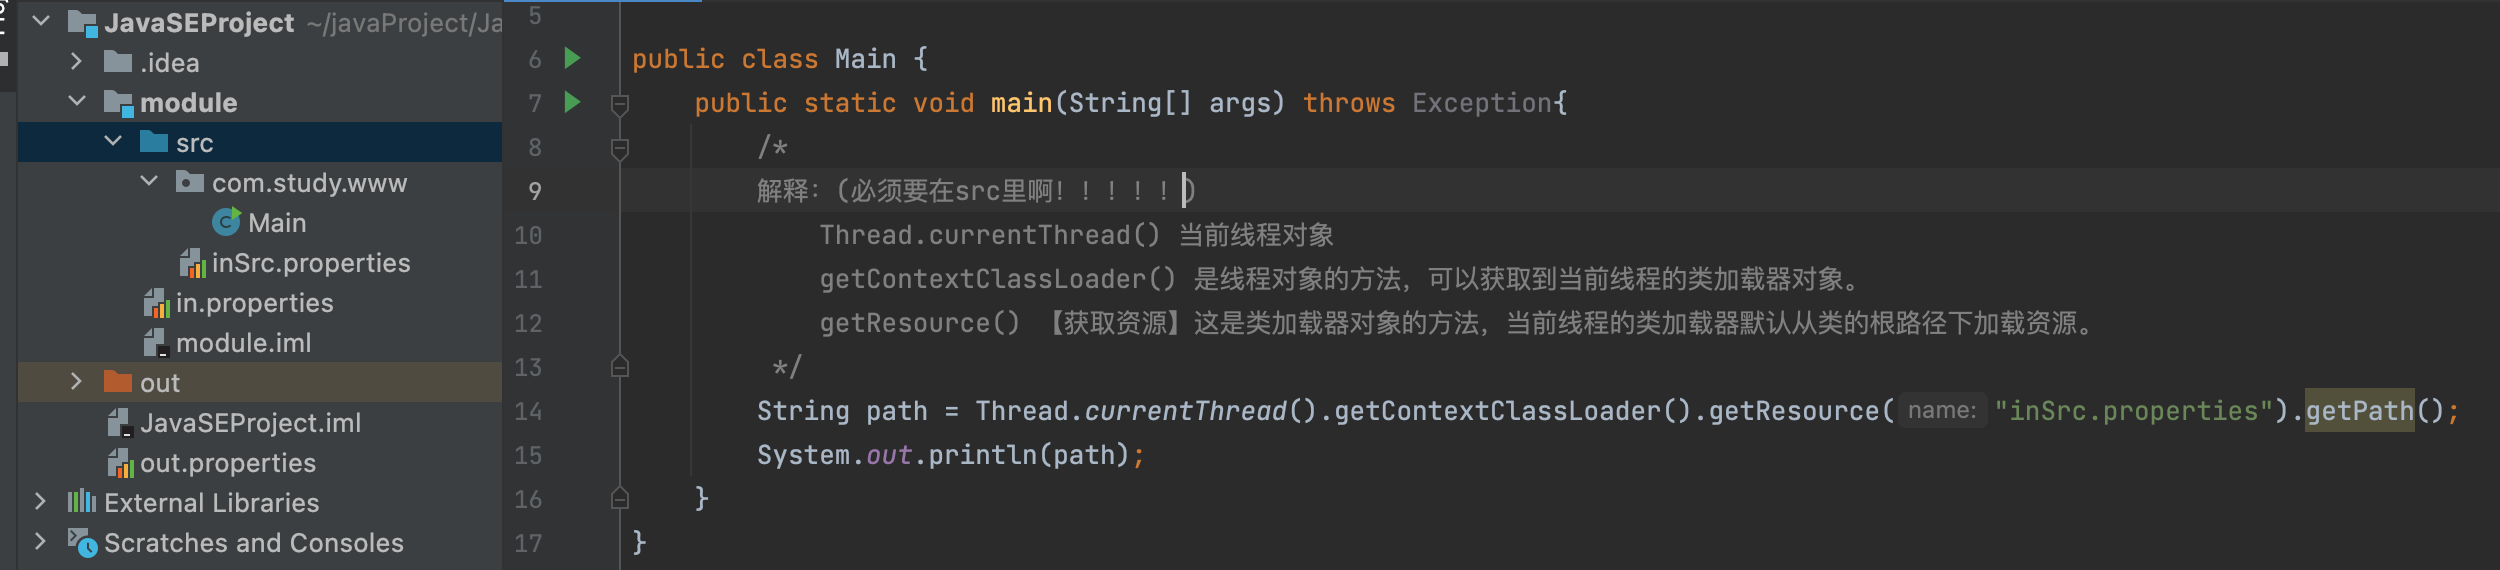 JavaSEProject ~/javaProject/Ja
.idea
module
src
com.study.www
Main
inSrc.properties
in.properties
module.iml
out
JavaSEProject.iml
out.properties
External Libraries
Scratches and Consoles
5
6 public class Main {
7 public static void main(String[] args) throws Exception{
8 /*
9 解释：(必须要在src里啊！！！！！)
10 Thread.currentThread() 当前线程对象
11 getContextClassLoader() 是线程对象的方法，可以获取到当前线程的类加载器对象。
12 getResource() 【获取资源】这是类加载器对象的方法，当前线程的类加载器默认从类的根路径下加载资源。
13 */
14 String path = Thread.currentThread().getContextClassLoader().getResource( name: "inSrc.properties").getPath();
15 System.out.println(path);
16 }
17 }